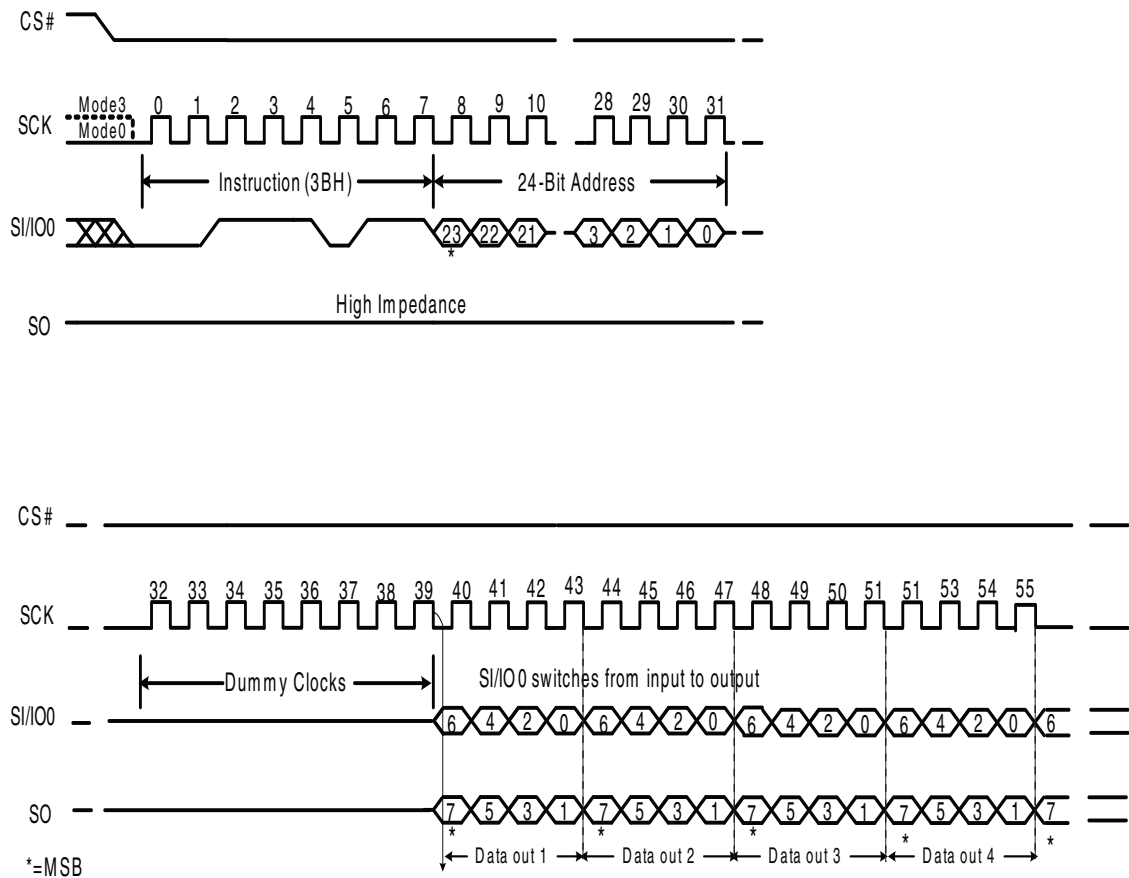 CS#
Mode3
Mode0
SCK
0 1 2 3 4 5 6 7 8 9 10 28 29 30 31
Instruction (3BH)
24-Bit Address
SI/IO0
23 22 21 3 2 1 0
*
High Impedance
SO
CS#
32 33 34 35 36 37 38 39 40 41 42 43 44 45 46 47 48 49 50 51 51 53 54 55
SCK
Dummy Clocks
SI/IO0 switches from input to output
SI/IO0
6 4 2 0 6 4 2 0 6 4 2 0 6 4 2 0 6
SO
7 5 3 1 7 5 3 1 7 5 3 1 7 5 3 1 7
* * * * *
Data out 1 Data out 2 Data out 3 Data out 4
*=MSB